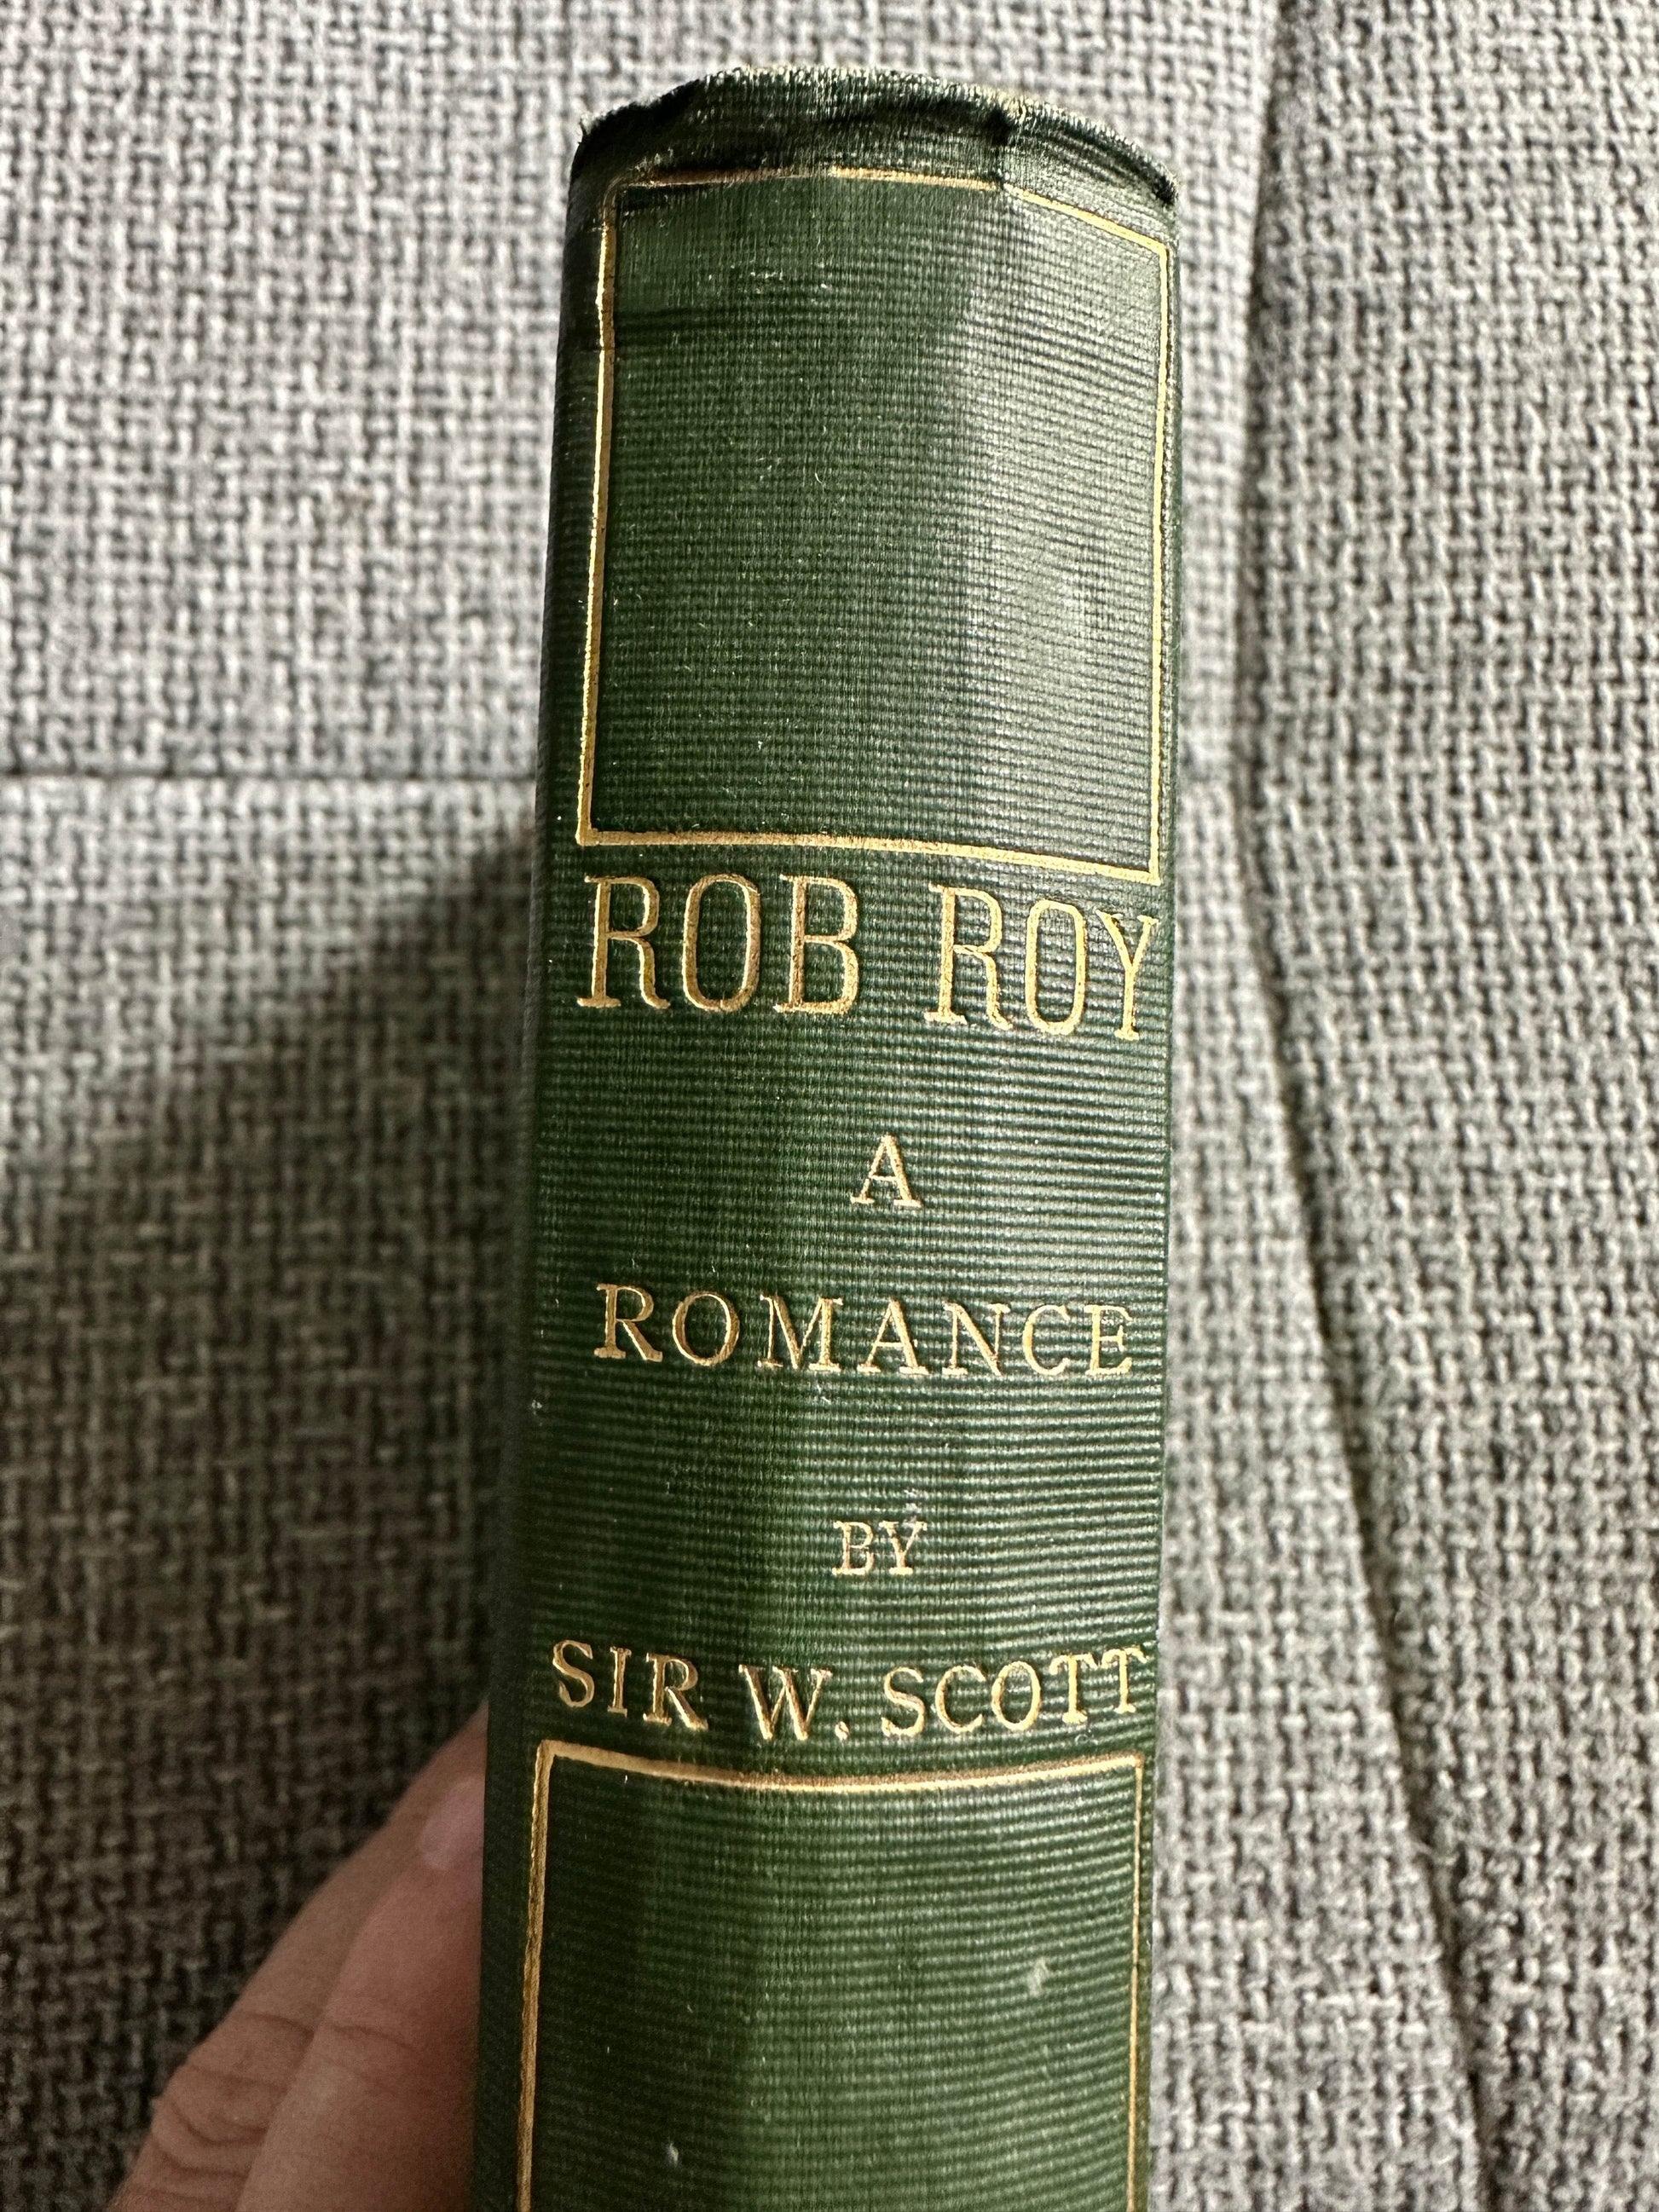 ROB ROY
A
ROMANCE
BY
SIR W. SCOTT